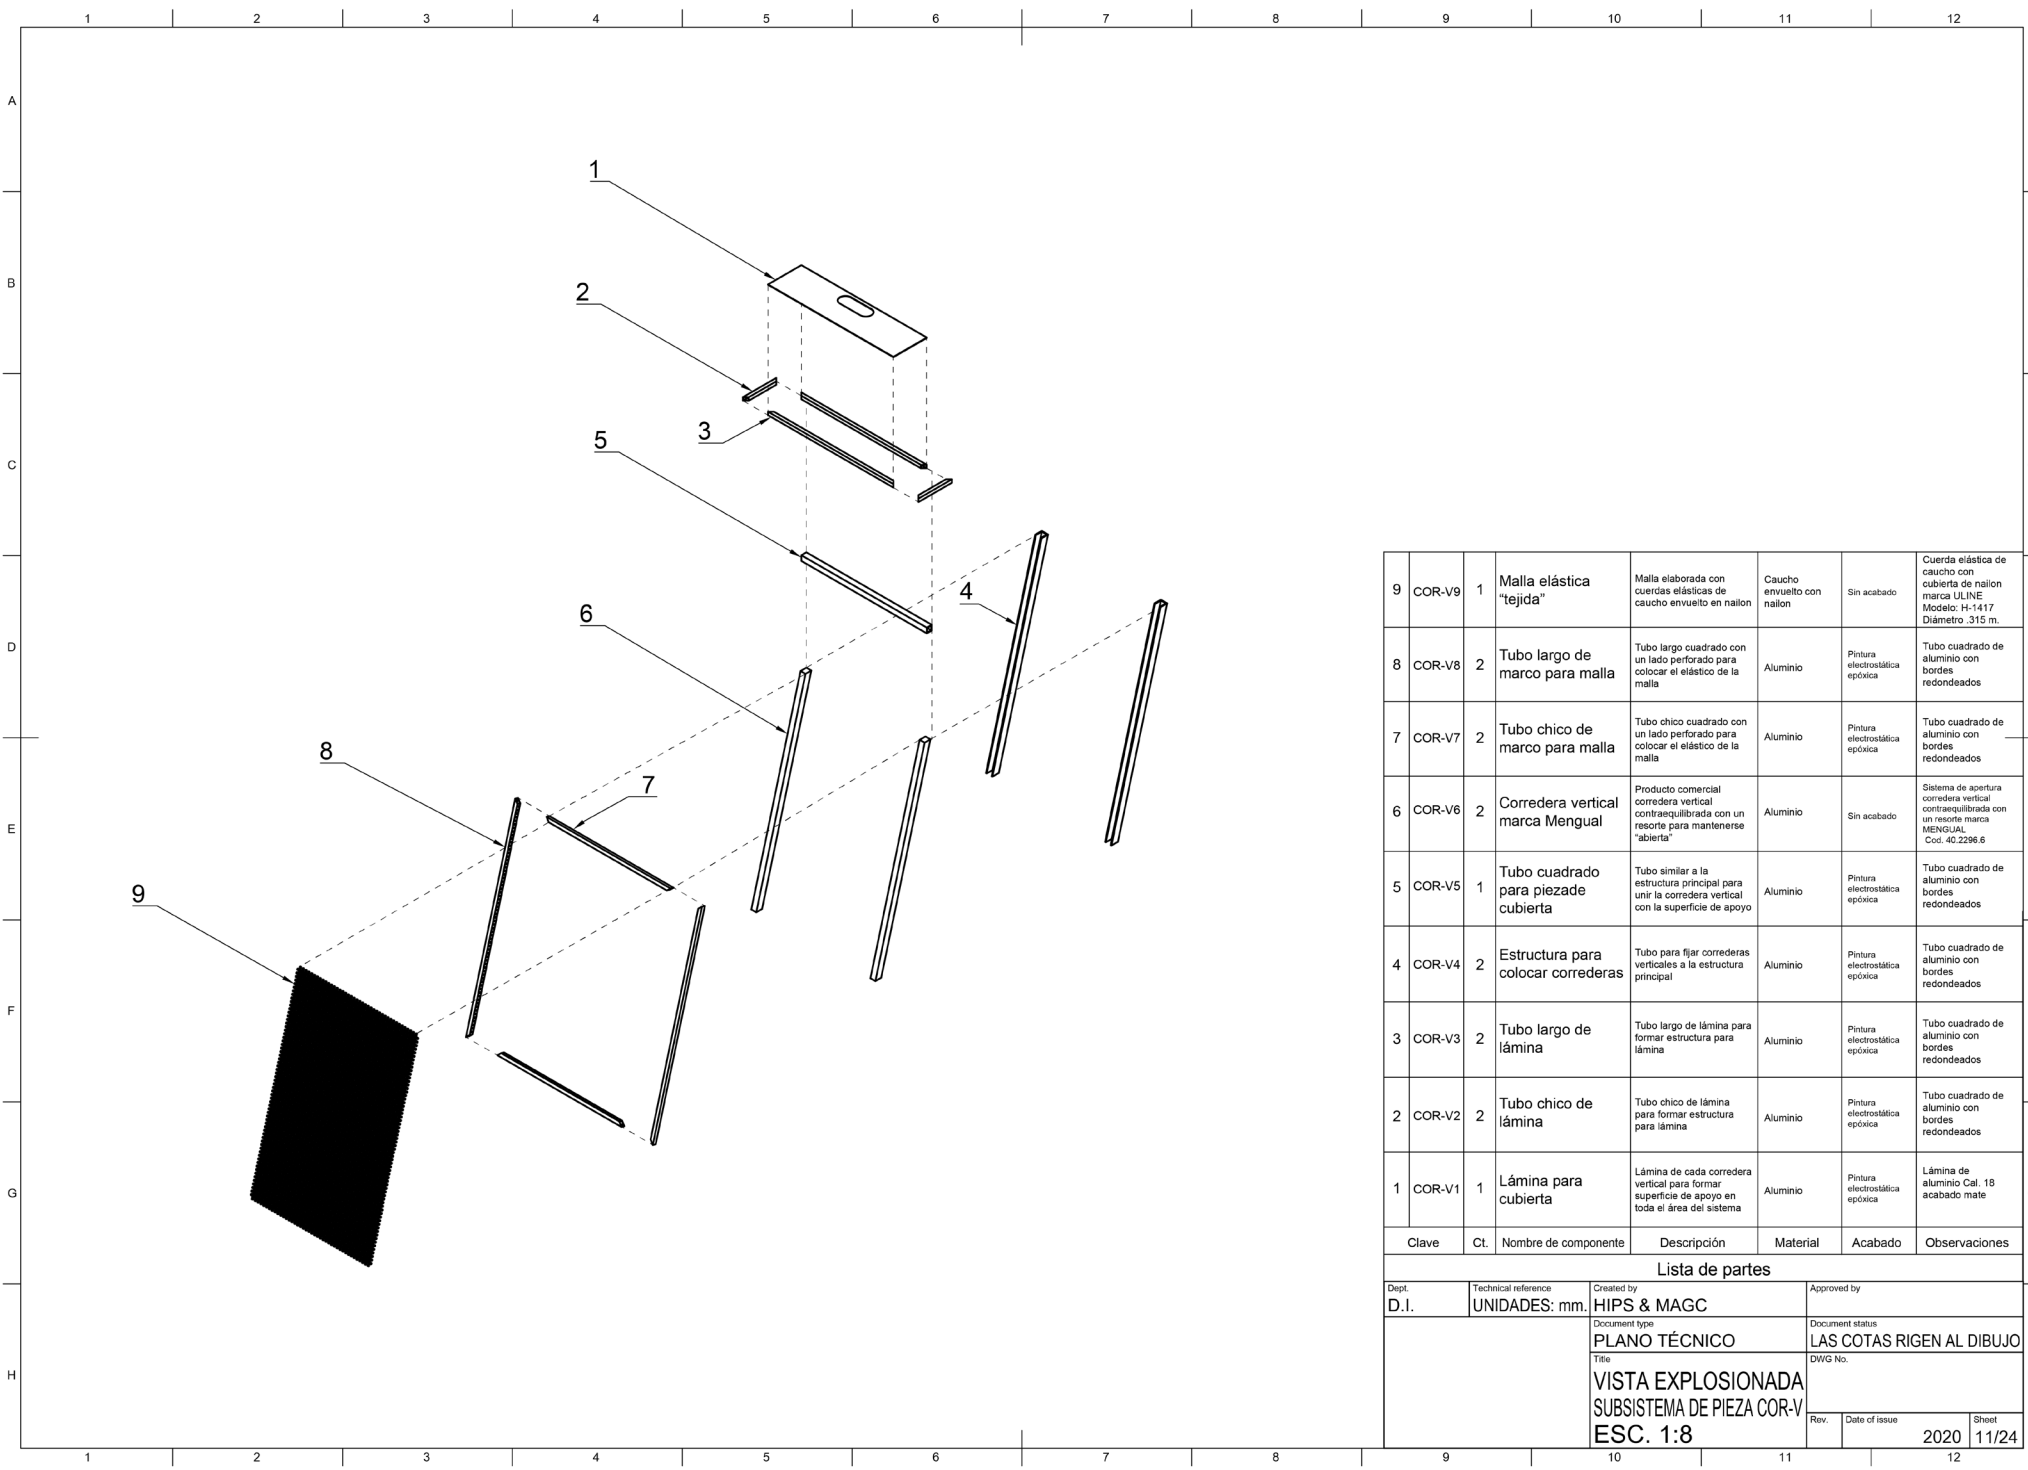 1 2 3 4 5 6 7 8 9 10 11 12
A
B
C
D
E
F
G
H
1
2
3
5
4
6
8
7
9
9 COR-V9 1
Malla elástica
“tejida”
Malla elaborada con
cuerdas elásticas de
caucho envuelto en nailon
Caucho
envuelto con
nailon
Sin acabado
Cuerda elástica de
caucho con
cubierta de nailon
marca ULINE
Modelo: H-1417
Diámetro .315 m.
8 COR-V8 2
Tubo largo de
marco para malla
Tubo largo cuadrado con
un lado perforado para
colocar el elástico de la
malla
Aluminio
Pintura
electrostática
epóxica
Tubo cuadrado de
aluminio con
bordes
redondeados
7 COR-V7 2
Tubo chico de
marco para malla
Tubo chico cuadrado con
un lado perforado para
colocar el elástico de la
malla
Aluminio
Pintura
electrostática
epóxica
Tubo cuadrado de
aluminio con
bordes
redondeados
6 COR-V6 2
Corredera vertical
marca Mengual
Producto comercial
corredera vertical
contraequilibrada con un
resorte para mantenerse
“abierta”
Aluminio
Sin acabado
Sistema de apertura
corredera vertical
contraequilibrada con
un resorte marca
MENGUAL
Cod. 40.2296.6
5 COR-V5 1
Tubo cuadrado
para piezade
cubierta
Tubo similar a la
estructura principal para
unir la corredera vertical
con la superficie de apoyo
Aluminio
Pintura
electrostática
epóxica
Tubo cuadrado de
aluminio con
bordes
redondeados
4 COR-V4 2
Estructura para
colocar correderas
Tubo para fijar correderas
verticales a la estructura
principal
Aluminio
Pintura
electrostática
epóxica
Tubo cuadrado de
aluminio con
bordes
redondeados
3 COR-V3 2
Tubo largo de
lámina
Tubo largo de lámina para
formar estructura para
lámina
Aluminio
Pintura
electrostática
epóxica
Tubo cuadrado de
aluminio con
bordes
redondeados
2 COR-V2 2
Tubo chico de
lámina
Tubo chico de lámina
para formar estructura
para lámina
Aluminio
Pintura
electrostática
epóxica
Tubo cuadrado de
aluminio con
bordes
redondeados
1 COR-V1 1
Lámina para
cubierta
Lámina de cada corredera
vertical para formar
superficie de apoyo en
toda el área del sistema
Aluminio
Pintura
electrostática
epóxica
Lámina de
aluminio Cal. 18
acabado mate
Clave Ct. Nombre de componente Descripción Material Acabado Observaciones
Lista de partes
Dept.
D.I.
Technical reference
UNIDADES: mm.
Created by
HIPS & MAGC
Approved by
Document type
PLANO TÉCNICO
Document status
LAS COTAS RIGEN AL DIBUJO
Title
VISTA EXPLOSIONADA
SUBSISTEMA DE PIEZA COR-V
ESC. 1:8
DWG No.
Rev.
Date of issue
2020
Sheet
11/24
1 2 3 4 5 6 7 8 9 10 11 12